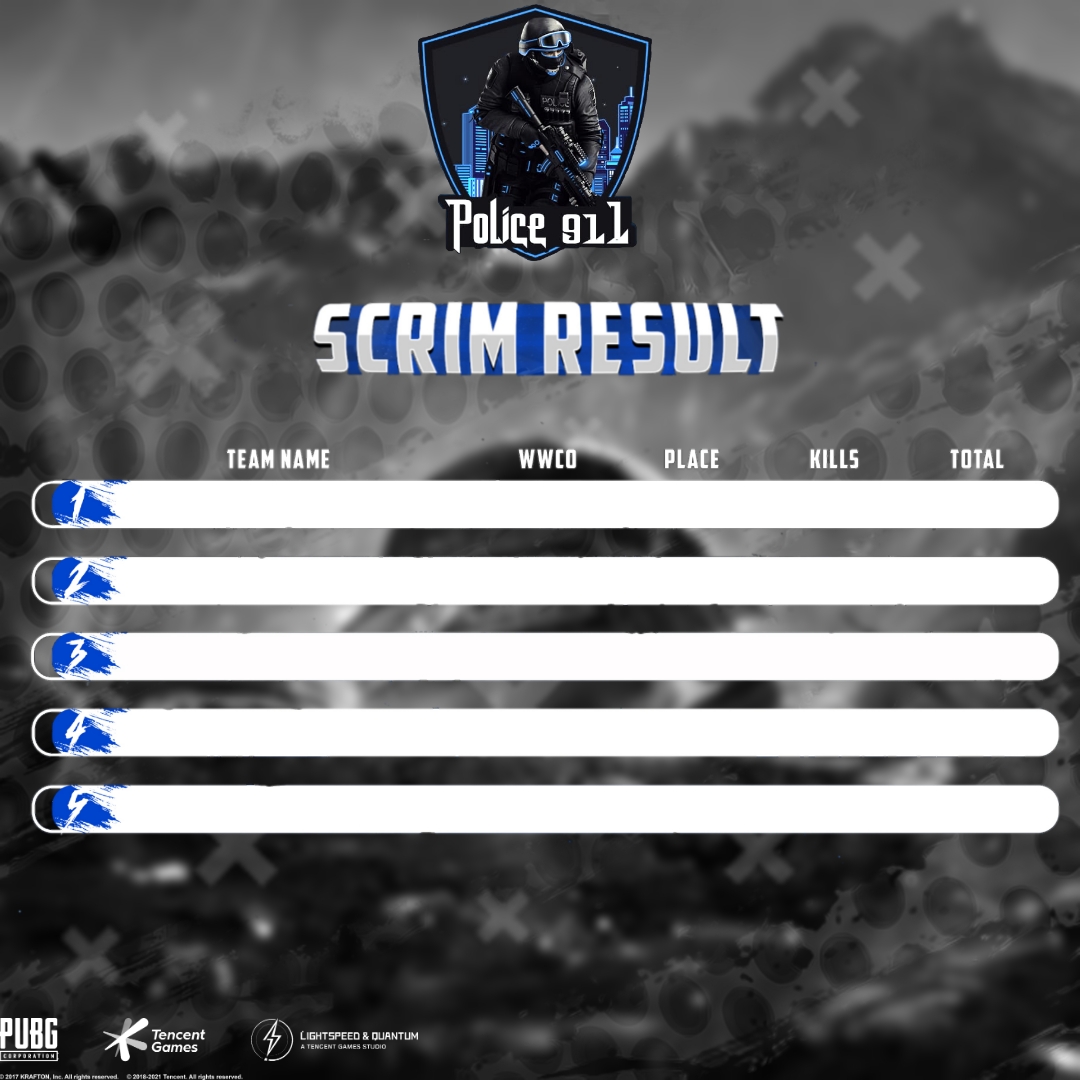 POLICE
Police 911
SCRIM RESULT
TEAM NAME WWCD PLACE KILLS TOTAL
1
2
3
4
5
PUBG
CORPORATION
Tencent
Games
LIGHTSPEED & QUANTUM
A TENCENT GAMES STUDIO
© 2017 KRAFTON, Inc. All rights reserved. © 2018-2021 Tencent. All rights reserved.